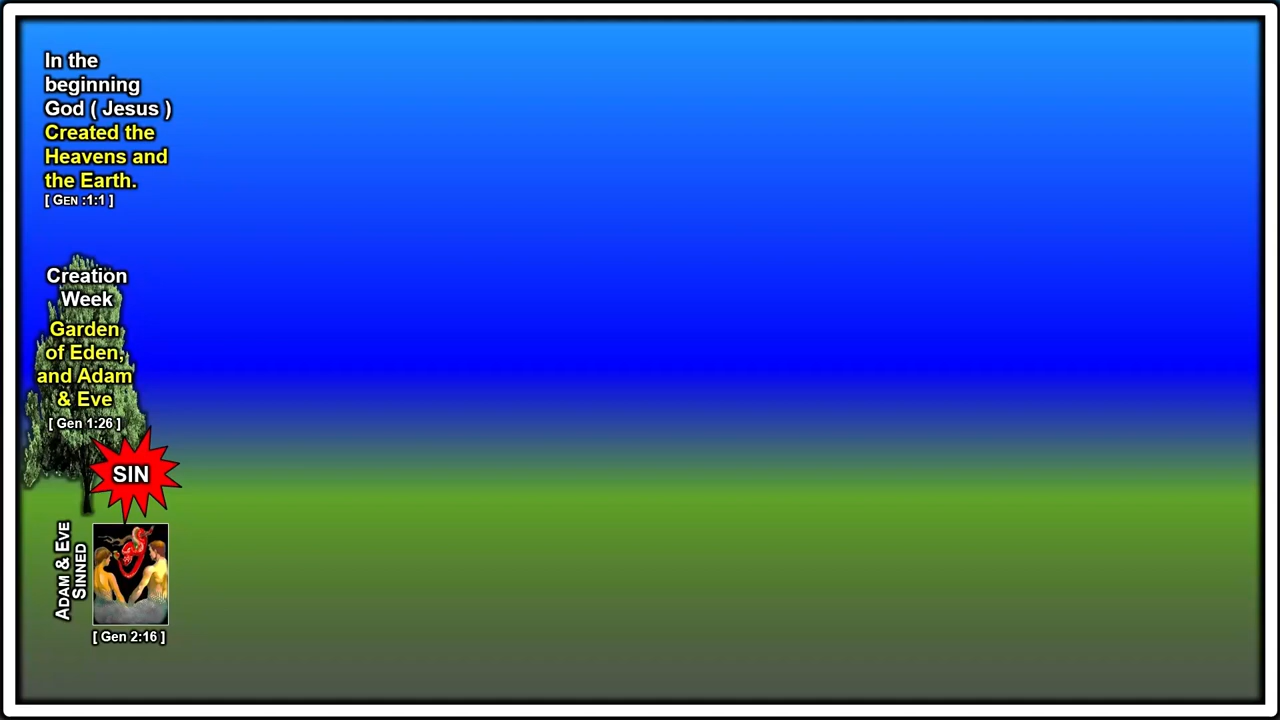 In the
beginning
God ( Jesus )
Created the
Heavens and
the Earth.
[ GEN :1:1 ]
Creation
Week
Garden
of Eden,
and Adam
& Eve
[ Gen 1:26 ]
SIN
ADAM & EVE
SINNED
[ Gen 2:16 ]